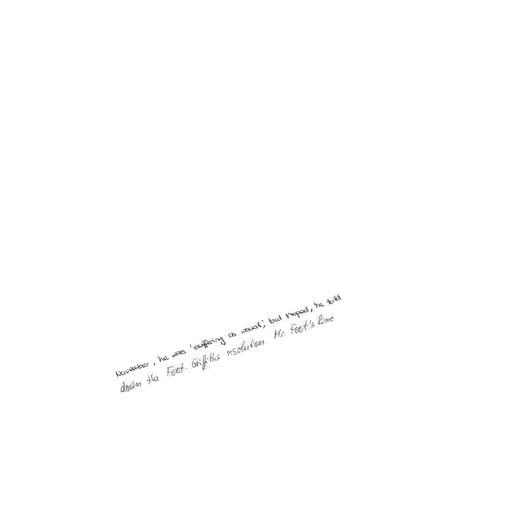 November, he was 'suffering as usual', but hoped, he told
down the Foot-Griffiths resolution. Mr. Foot's line